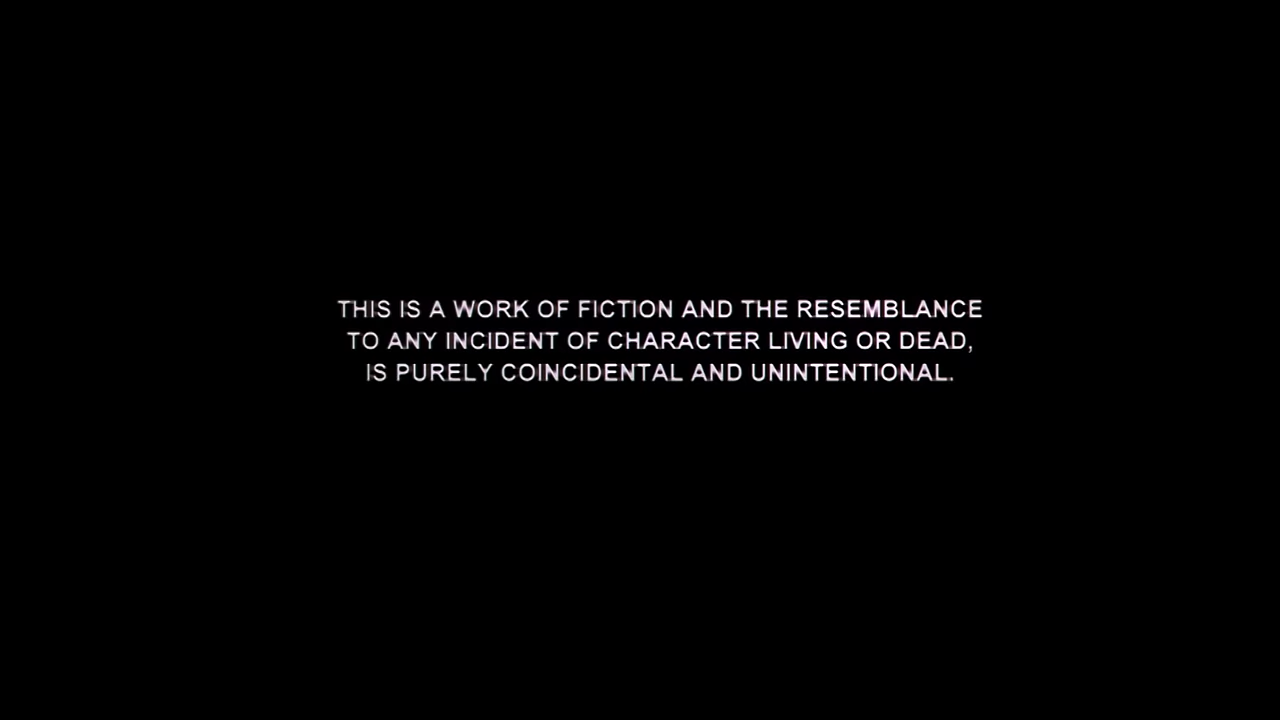 THIS IS A WORK OF FICTION AND THE RESEMBLANCE
TO ANY INCIDENT OF CHARACTER LIVING OR DEAD,
IS PURELY COINCIDENTAL AND UNINTENTIONAL.